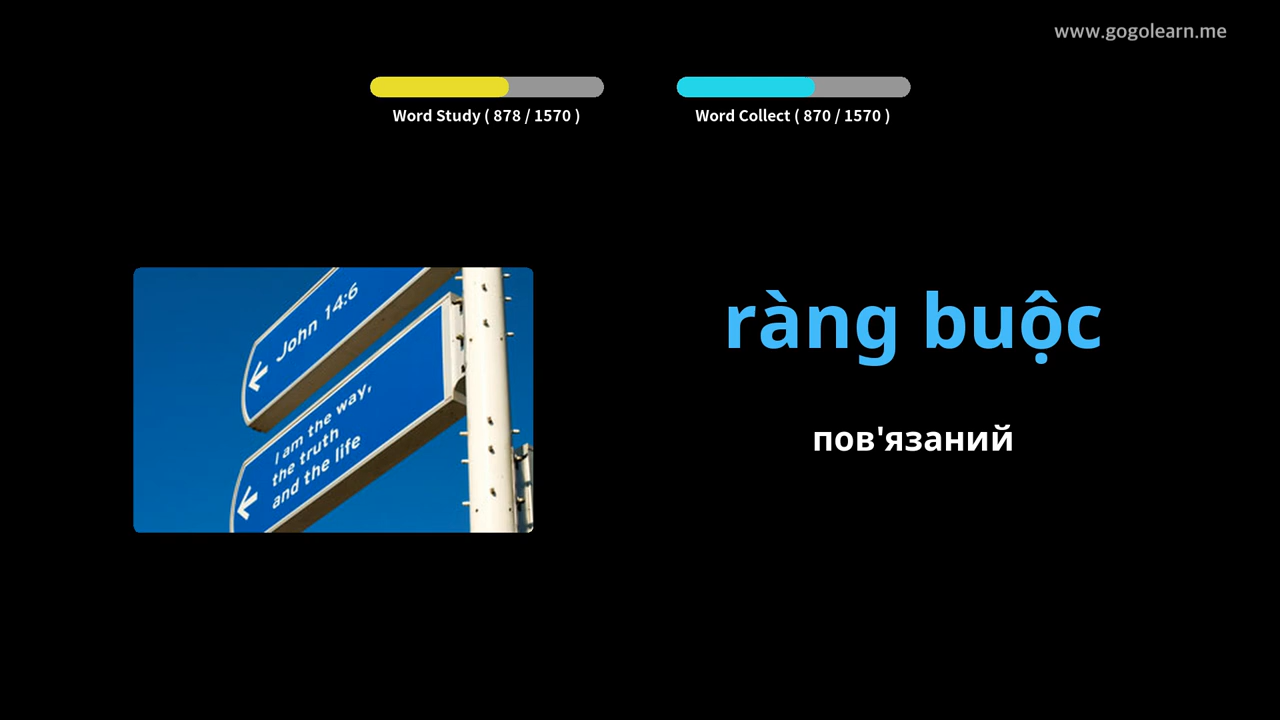 www.gogolearn.me
Word Study ( 878 / 1570 )
Word Collect ( 870 / 1570 )
John 14:6
I am the way,
the truth
and the life
ràng buộc
пов'язаний